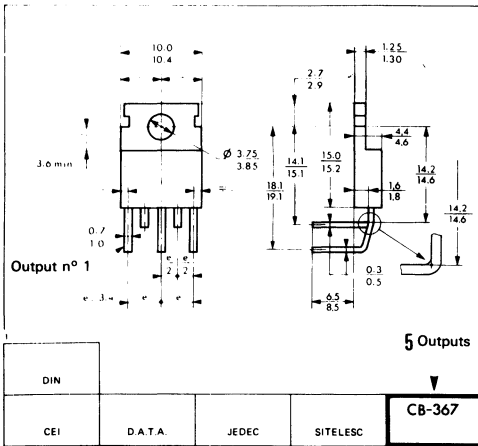 10.0
10.4
1.25
1.30
2.7
2.9
3.6 min
Ø 3.75
3.85
14.1
15.1
15.0
15.2
4,4
4,6
18.1
19.1
1,6
1,8
14.2
14.6
14.2
14.6
0.7
1.0
e
2
e
2
Output nº 1
0.3
0.5
e
e
6.5
8.5
5 Outputs
DIN
CEI
D.A.T.A.
JEDEC
SITELESC
CB-367